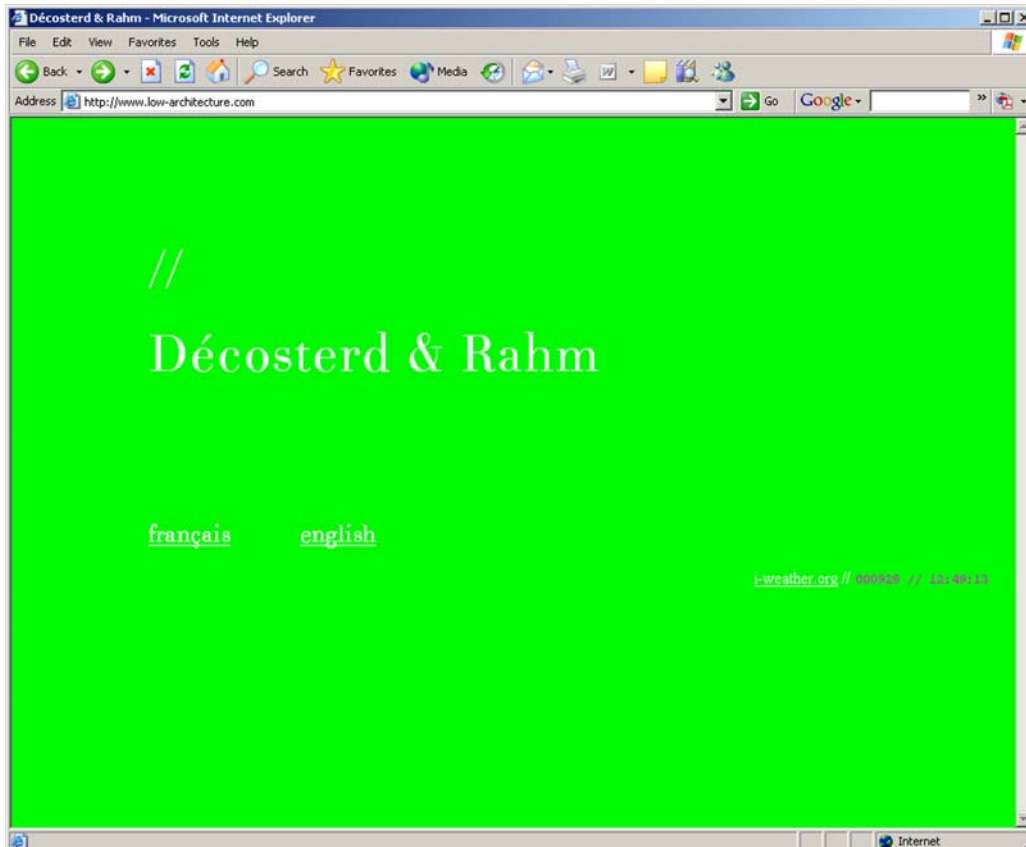 Décosterd & Rahm - Microsoft Internet Explorer
File Edit View Favorites Tools Help
Back Search Favorites Media
Address http://www.low-architecture.com Go Google
//
Décosterd & Rahm
français english
i-weather.org // 000928 // 12:49:13
Internet